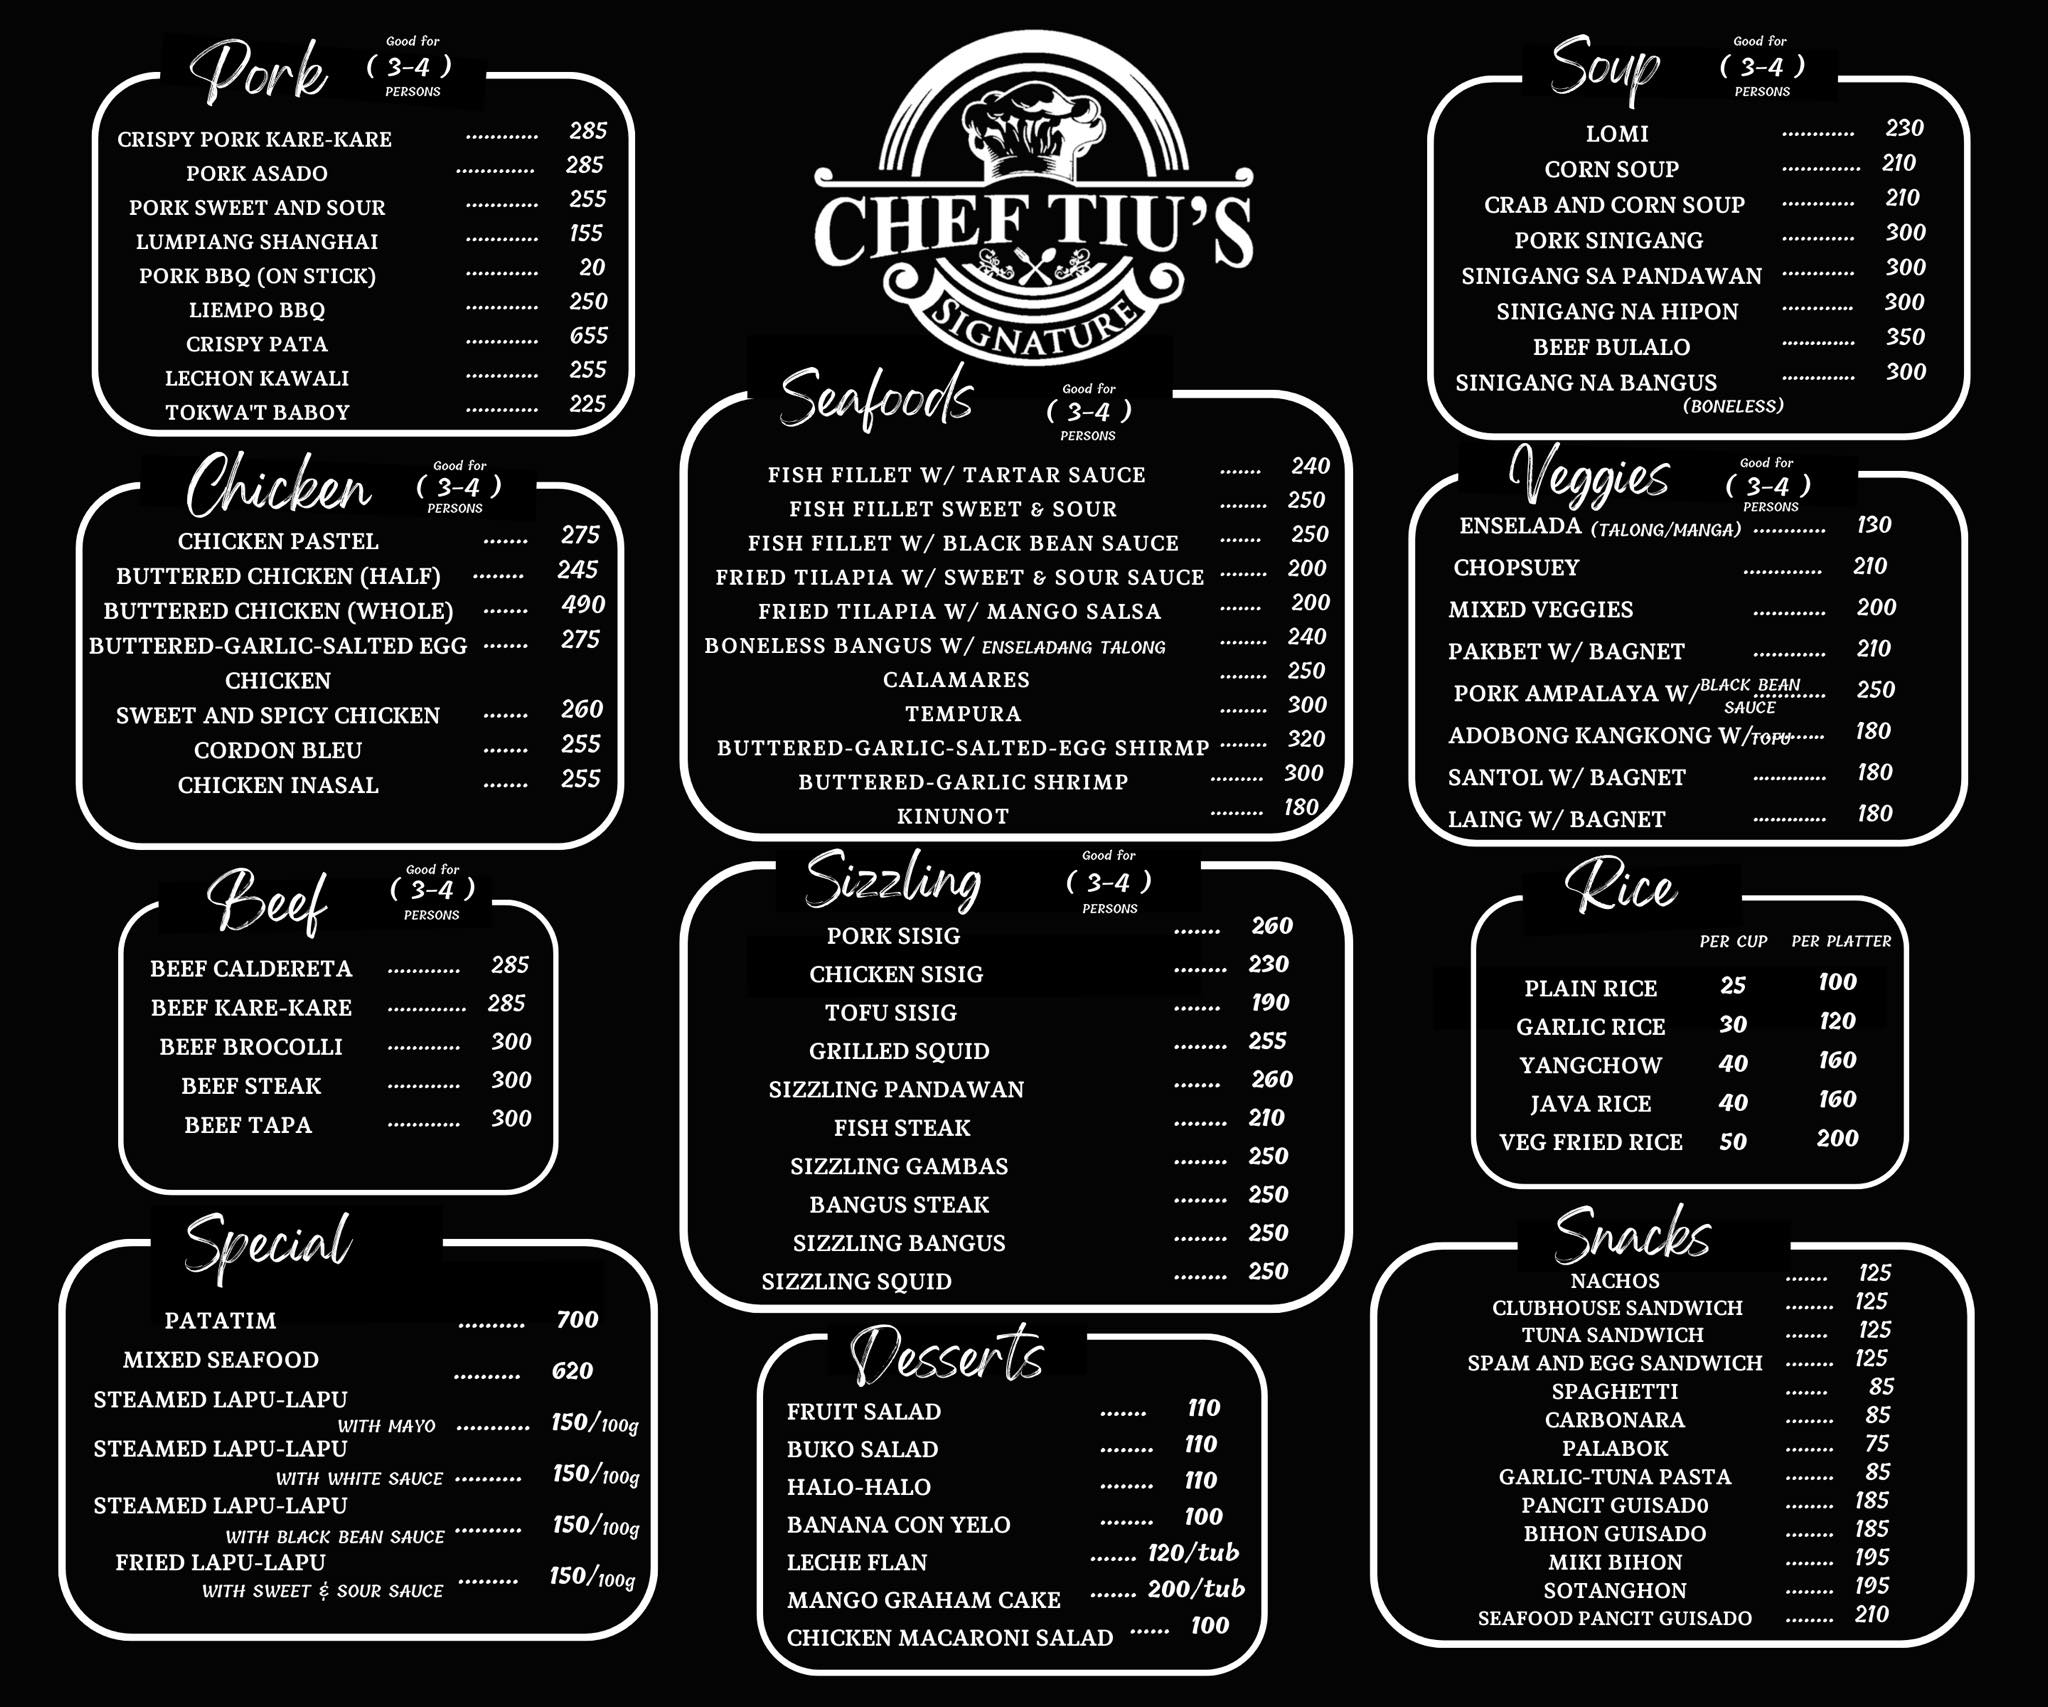 Pork
Good for
( 3-4 )
PERSONS
CRISPY PORK KARE-KARE ............ 285
PORK ASADO ............. 285
PORK SWEET AND SOUR ............ 255
LUMPIANG SHANGHAI ............ 155
PORK BBQ (ON STICK) ............ 20
LIEMPO BBQ ............ 250
CRISPY PATA ............ 655
LECHON KAWALI ............ 255
TOKWA'T BABOY ............ 225
Chicken
Good for
( 3-4 )
PERSONS
CHICKEN PASTEL ....... 275
BUTTERED CHICKEN (HALF) ........ 245
BUTTERED CHICKEN (WHOLE) ....... 490
BUTTERED-GARLIC-SALTED EGG ....... 275
CHICKEN
SWEET AND SPICY CHICKEN ....... 260
CORDON BLEU ....... 255
CHICKEN INASAL ....... 255
Beef
Good for
( 3-4 )
PERSONS
BEEF CALDERETA ............ 285
BEEF KARE-KARE ............. 285
BEEF BROCOLLI ............ 300
BEEF STEAK ............ 300
BEEF TAPA ............ 300
Special
PATATIM .......... 700
MIXED SEAFOOD .......... 620
STEAMED LAPU-LAPU
WITH MAYO ........... 150/100g
STEAMED LAPU-LAPU
WITH WHITE SAUCE .......... 150/100g
STEAMED LAPU-LAPU
WITH BLACK BEAN SAUCE .......... 150/100g
FRIED LAPU-LAPU
WITH SWEET & SOUR SAUCE ......... 150/100g
CHEF TIU'S
SIGNATURE
Seafoods
Good for
( 3-4 )
PERSONS
FISH FILLET W/ TARTAR SAUCE ....... 240
FISH FILLET SWEET & SOUR ........ 250
FISH FILLET W/ BLACK BEAN SAUCE ....... 250
FRIED TILAPIA W/ SWEET & SOUR SAUCE ........ 200
FRIED TILAPIA W/ MANGO SALSA ....... 200
BONELESS BANGUS W/ ENSELADANG TALONG ........ 240
CALAMARES ........ 250
TEMPURA ........ 300
BUTTERED-GARLIC-SALTED-EGG SHIRMP ........ 320
BUTTERED-GARLIC SHRIMP ......... 300
KINUNOT ......... 180
Sizzling
Good for
( 3-4 )
PERSONS
PORK SISIG ....... 260
CHICKEN SISIG ........ 230
TOFU SISIG ....... 190
GRILLED SQUID ........ 255
SIZZLING PANDAWAN ....... 260
FISH STEAK ........ 210
SIZZLING GAMBAS ........ 250
BANGUS STEAK ........ 250
SIZZLING BANGUS ........ 250
SIZZLING SQUID ........ 250
Desserts
FRUIT SALAD ....... 110
BUKO SALAD ........ 110
HALO-HALO ........ 110
BANANA CON YELO ........ 100
LECHE FLAN ....... 120/tub
MANGO GRAHAM CAKE ....... 200/tub
CHICKEN MACARONI SALAD ...... 100
Soup
Good for
( 3-4 )
PERSONS
LOMI ............ 230
CORN SOUP ............. 210
CRAB AND CORN SOUP ............ 210
PORK SINIGANG ............ 300
SINIGANG SA PANDAWAN ............ 300
SINIGANG NA HIPON ............ 300
BEEF BULALO ............ 350
SINIGANG NA BANGUS ............ 300
(BONELESS)
Veggies
Good for
( 3-4 )
PERSONS
ENSELADA (TALONG/MANGA) ............ 130
CHOPSUEY ............. 210
MIXED VEGGIES ............ 200
PAKBET W/ BAGNET ............ 210
PORK AMPALAYA W/ BLACK BEAN SAUCE ............ 250
ADOBONG KANGKONG W/ TOFU ...... 180
SANTOL W/ BAGNET ............ 180
LAING W/ BAGNET ............ 180
Rice
PER CUP PER PLATTER
PLAIN RICE 25 100
GARLIC RICE 30 120
YANGCHOW 40 160
JAVA RICE 40 160
VEG FRIED RICE 50 200
Snacks
NACHOS ....... 125
CLUBHOUSE SANDWICH ........ 125
TUNA SANDWICH ....... 125
SPAM AND EGG SANDWICH ........ 125
SPAGHETTI ....... 85
CARBONARA ........ 85
PALABOK ........ 75
GARLIC-TUNA PASTA ........ 85
PANCIT GUISAD0 ........ 185
BIHON GUISADO ........ 185
MIKI BIHON ........ 195
SOTANGHON ........ 195
SEAFOOD PANCIT GUISADO ........ 210